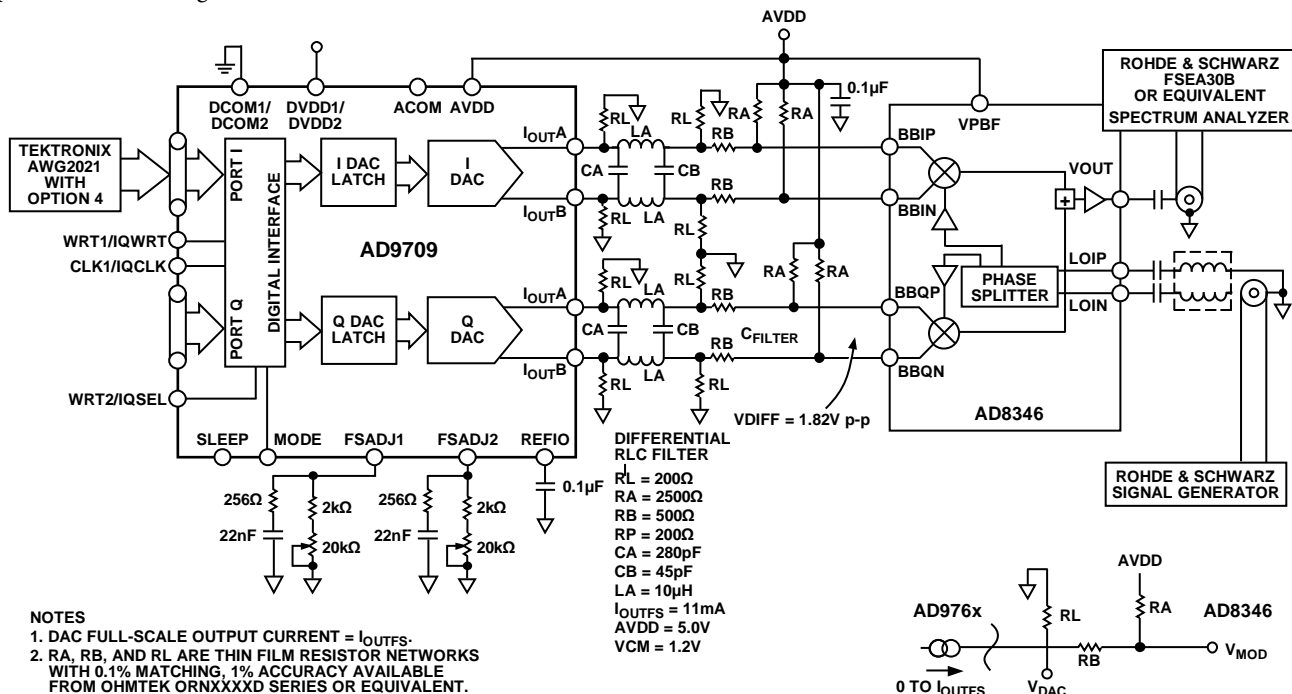 AVDD
ROHDE & SCHWARZ
FSEA30B
OR EQUIVALENT
SPECTRUM ANALYZER
DCOM1/
DCOM2
DVDD1/
DVDD2
ACOM AVDD
RL
LA
RL
RA
RB
RA
0.1µF
VPBF
TEKTRONIX
AWG2021
WITH
OPTION 4
PORT I
DIGITAL INTERFACE
I DAC
LATCH
I
DAC
IOUTA
IOUTB
CA
CB
RL
LA
RB
RL
BBIP
BBIN
VOUT
+
WRT1/IQWRT
CLK1/IQCLK
AD9709
PORT Q
Q DAC
LATCH
Q
DAC
IOUTA
IOUTB
RL
LA
RL
RB
RA
RA
CA
CB
CFILTER
RL
LA
RB
RL
BBQP
BBQN
PHASE
SPLITTER
LOIP
LOIN
WRT2/IQSEL
VDIFF = 1.82V p-p
AD8346
SLEEP
MODE
FSADJ1
FSADJ2
REFIO
256Ω
22nF
2kΩ
20kΩ
256Ω
22nF
2kΩ
20kΩ
0.1µF
DIFFERENTIAL
RLC FILTER
RL = 200Ω
RA = 2500Ω
RB = 500Ω
RP = 200Ω
CA = 280pF
CB = 45pF
LA = 10µH
IOUTFS = 11mA
AVDD = 5.0V
VCM = 1.2V
ROHDE & SCHWARZ
SIGNAL GENERATOR
NOTES
1. DAC FULL-SCALE OUTPUT CURRENT = IOUTFS.
2. RA, RB, AND RL ARE THIN FILM RESISTOR NETWORKS
WITH 0.1% MATCHING, 1% ACCURACY AVAILABLE
FROM OHMTEK ORNXXXXD SERIES OR EQUIVALENT.
AD976x
0 TO IOUTFS
RL
VDAC
RB
AVDD
RA
AD8346
VMOD